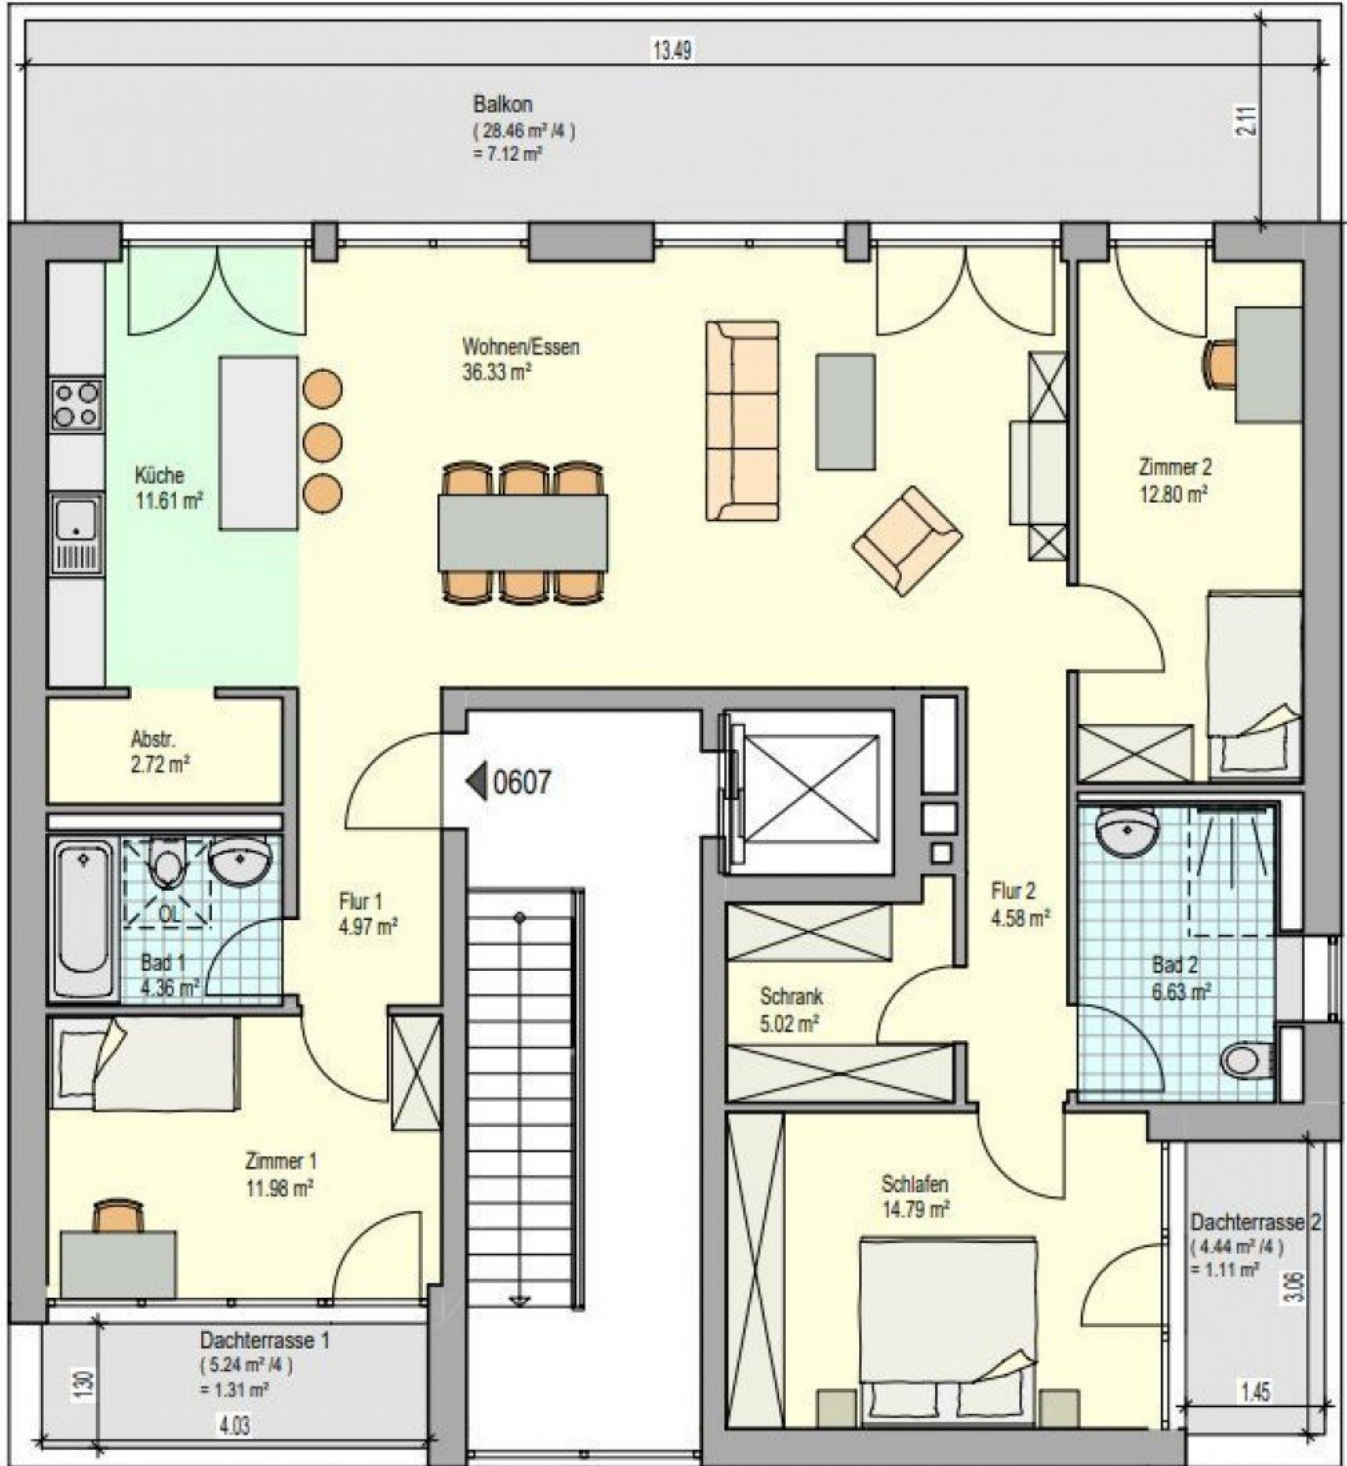 13.49
Balkon
( 28.46 m² /4 )
= 7.12 m²
2.11
Wohnen/Essen
36.33 m²
Küche
11.61 m²
Zimmer 2
12.80 m²
Abstr.
2.72 m²
0607
OL
Bad 1
4.36 m²
Flur 1
4.97 m²
Flur 2
4.58 m²
Schrank
5.02 m²
Bad 2
6.63 m²
Zimmer 1
11.98 m²
Schlafen
14.79 m²
Dachterrasse 2
( 4.44 m² /4 )
= 1.11 m²
3.06
1.45
Dachterrasse 1
( 5.24 m² /4 )
= 1.31 m²
130
4.03